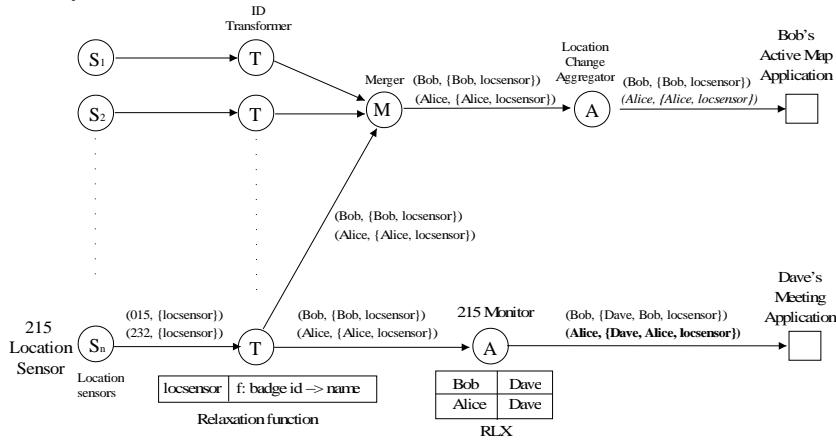 ID
Transformer
S1
T
Bob's
Active Map
Application
Location
Change
Aggregator
Merger
(Bob, {Bob, locsensor})
(Alice, {Alice, locsensor})
(Bob, {Bob, locsensor})
(Alice, {Alice, locsensor})
S2
T
M
A
(Bob, {Bob, locsensor})
(Alice, {Alice, locsensor})
Dave's
Meeting
Application
215
Location
Sensor
(015, {locsensor})
(232, {locsensor})
(Bob, {Bob, locsensor})
(Alice, {Alice, locsensor})
215 Monitor
(Bob, {Dave, Bob, locsensor})
(Alice, {Dave, Alice, locsensor})
Sn
T
A
Location
sensors
locsensor f: badge id --> name
Relaxation function
Bob Dave
Alice Dave
RLX